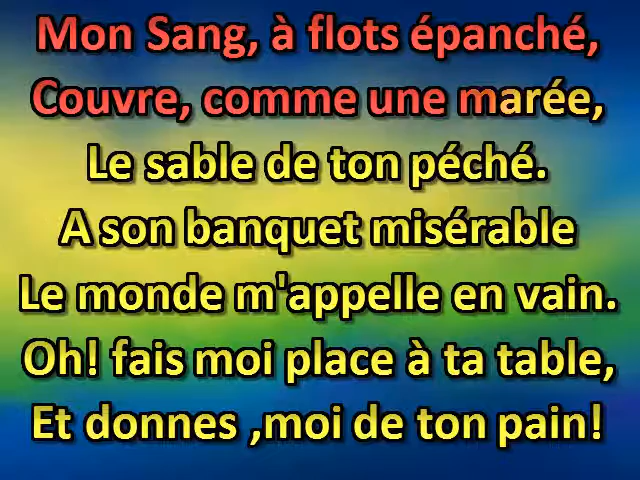 Mon Sang, à flots épanché,
Couvre, comme une marée,
Le sable de ton péché.
A son banquet misérable
Le monde m'appelle en vain.
Oh! fais moi place à ta table,
Et donnes ,moi de ton pain!